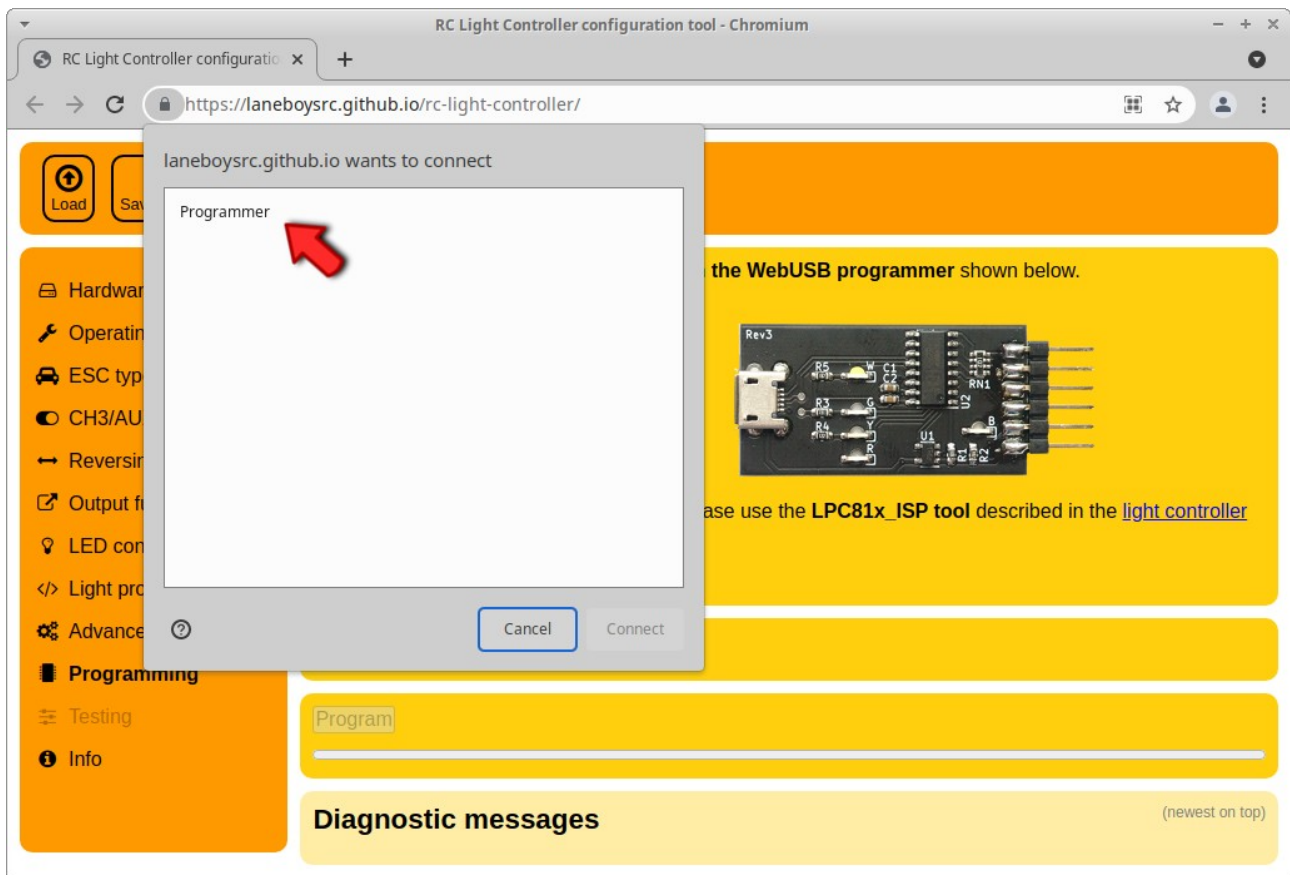 RC Light Controller configuration tool - Chromium
RC Light Controller configuratio
https://laneboysrc.github.io/rc-light-controller/
laneboysrc.github.io wants to connect
Load
Sav
Programmer
the WebUSB programmer shown below.
Hardwar
Operatin
ESC typ
CH3/AU
Reversin
Output fu
LED con
Light pro
Advance
Programming
Testing
Info
Rev3
R5
W
C1
C2
RN1
R3
G
U2
R4
Y
U1
B
R
R1
R2
ase use the LPC81x_ISP tool described in the light controller
Cancel
Connect
Program
Diagnostic messages
(newest on top)